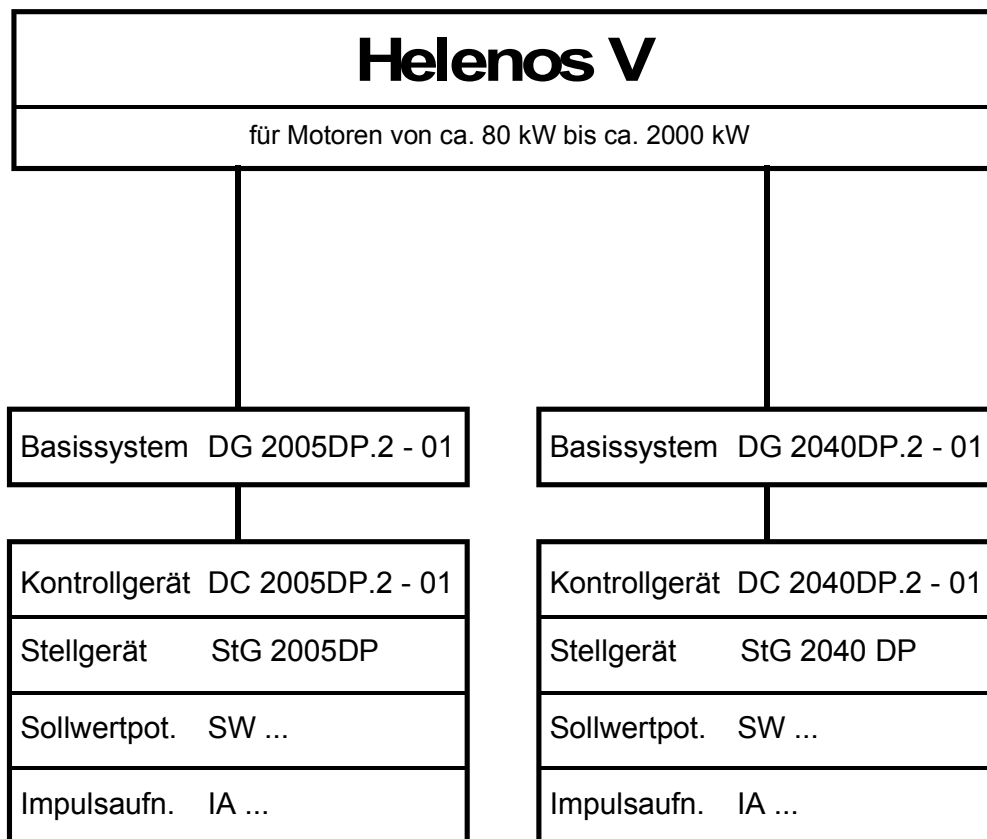 Helenos V
für Motoren von ca. 80 kW bis ca. 2000 kW
Basissystem DG 2005DP.2 - 01
Kontrollgerät DC 2005DP.2 - 01
Stellgerät StG 2005DP
Sollwertpot. SW ...
Impulsaufn. IA ...
Basissystem DG 2040DP.2 - 01
Kontrollgerät DC 2040DP.2 - 01
Stellgerät StG 2040 DP
Sollwertpot. SW ...
Impulsaufn. IA ...